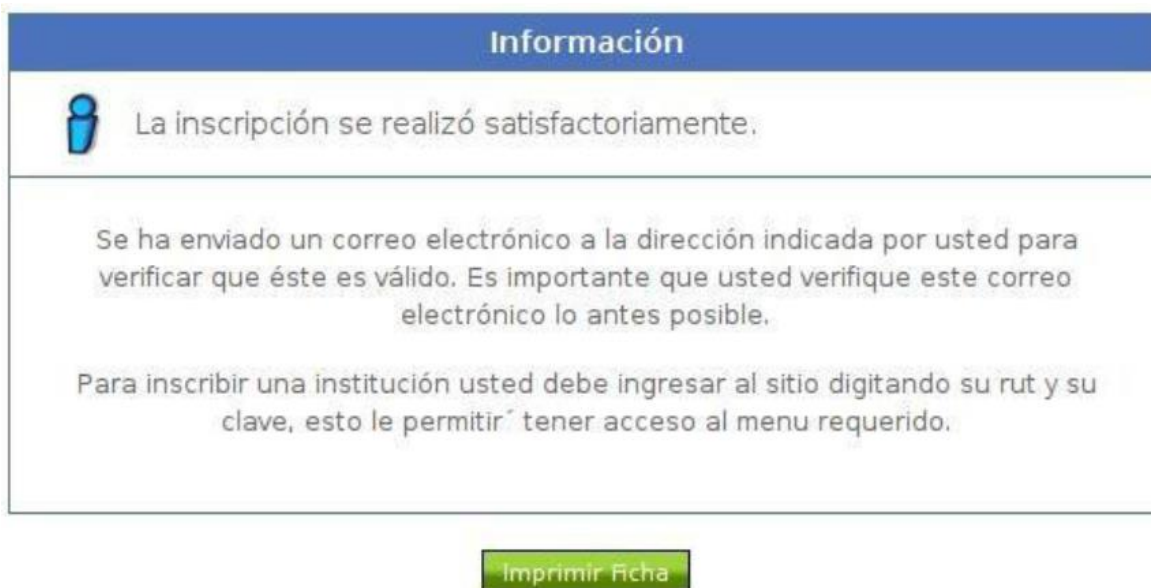 Información
La inscripción se realizó satisfactoriamente.
Se ha enviado un correo electrónico a la dirección indicada por usted para
verificar que éste es válido. Es importante que usted verifique este correo
electrónico lo antes posible.
Para inscribir una institución usted debe ingresar al sitio digitando su rut y su
clave, esto le permitir´ tener acceso al menu requerido.
Imprimir Ficha